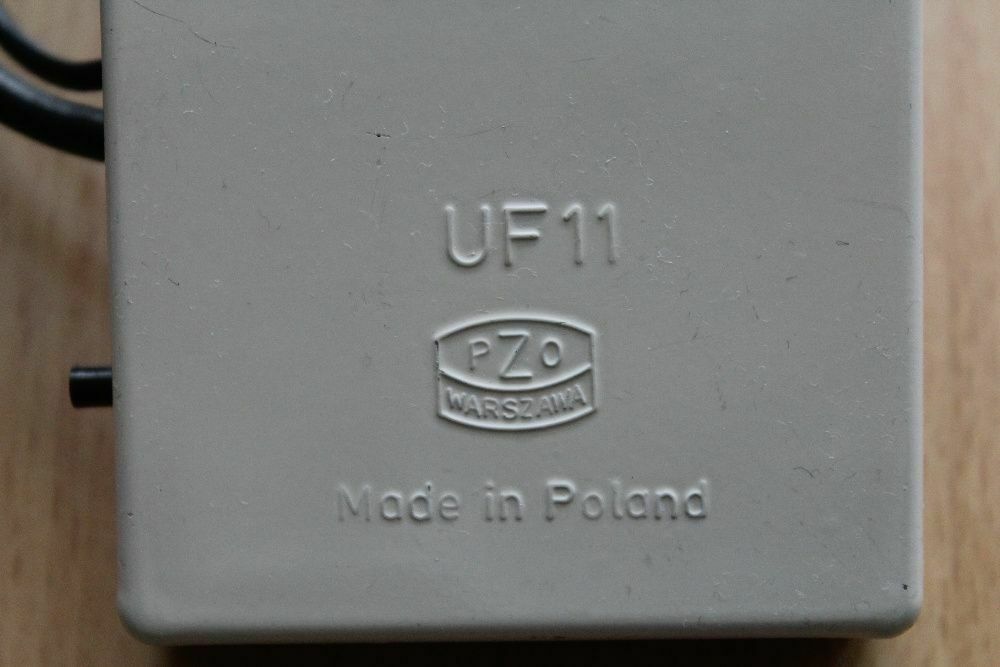 UF11
PZO
WARSZAWA
Made in Poland